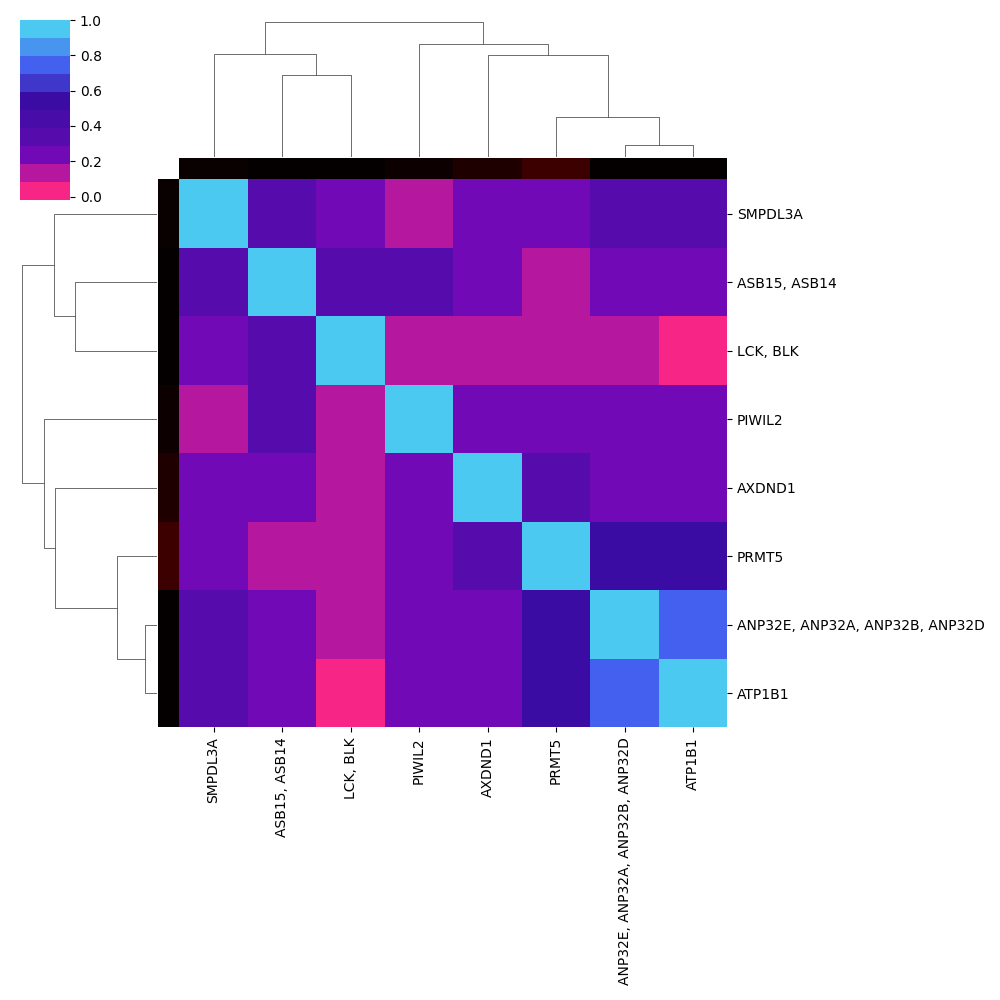 1.0
0.8
0.6
0.4
0.2
0.0
SMPDL3A
ASB15, ASB14
LCK, BLK
PIWIL2
AXDND1
PRMT5
ANP32E, ANP32A, ANP32B, ANP32D
ATP1B1
SMPDL3A
ASB15, ASB14
LCK, BLK
PIWIL2
AXDND1
PRMT5
ANP32E, ANP32A, ANP32B, ANP32D
ATP1B1